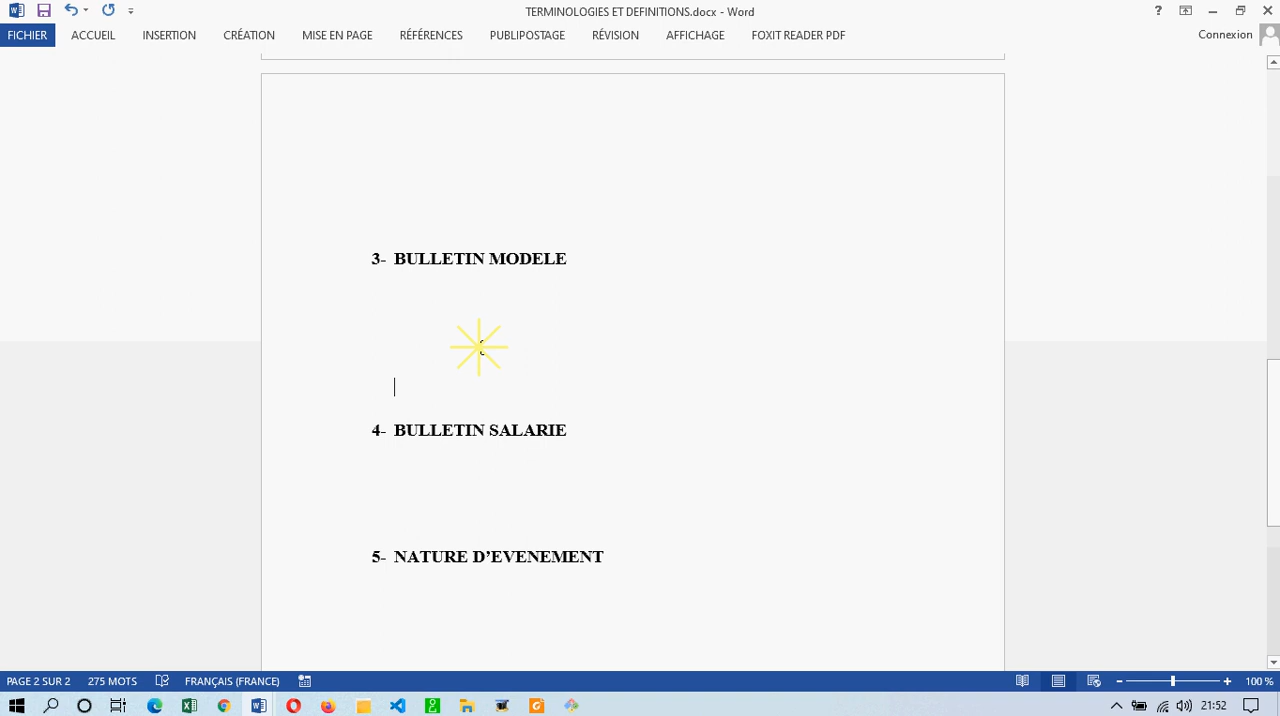 TERMINOLOGIES ET DEFINITIONS.docx - Word
?
FICHIER ACCUEIL INSERTION CRÉATION MISE EN PAGE RÉFÉRENCES PUBLIPOSTAGE RÉVISION AFFICHAGE FOXIT READER PDF Connexion
3- BULLETIN MODELE
4- BULLETIN SALARIE
5- NATURE D’EVENEMENT
PAGE 2 SUR 2 275 MOTS FRANÇAIS (FRANCE) 100 %
21:52